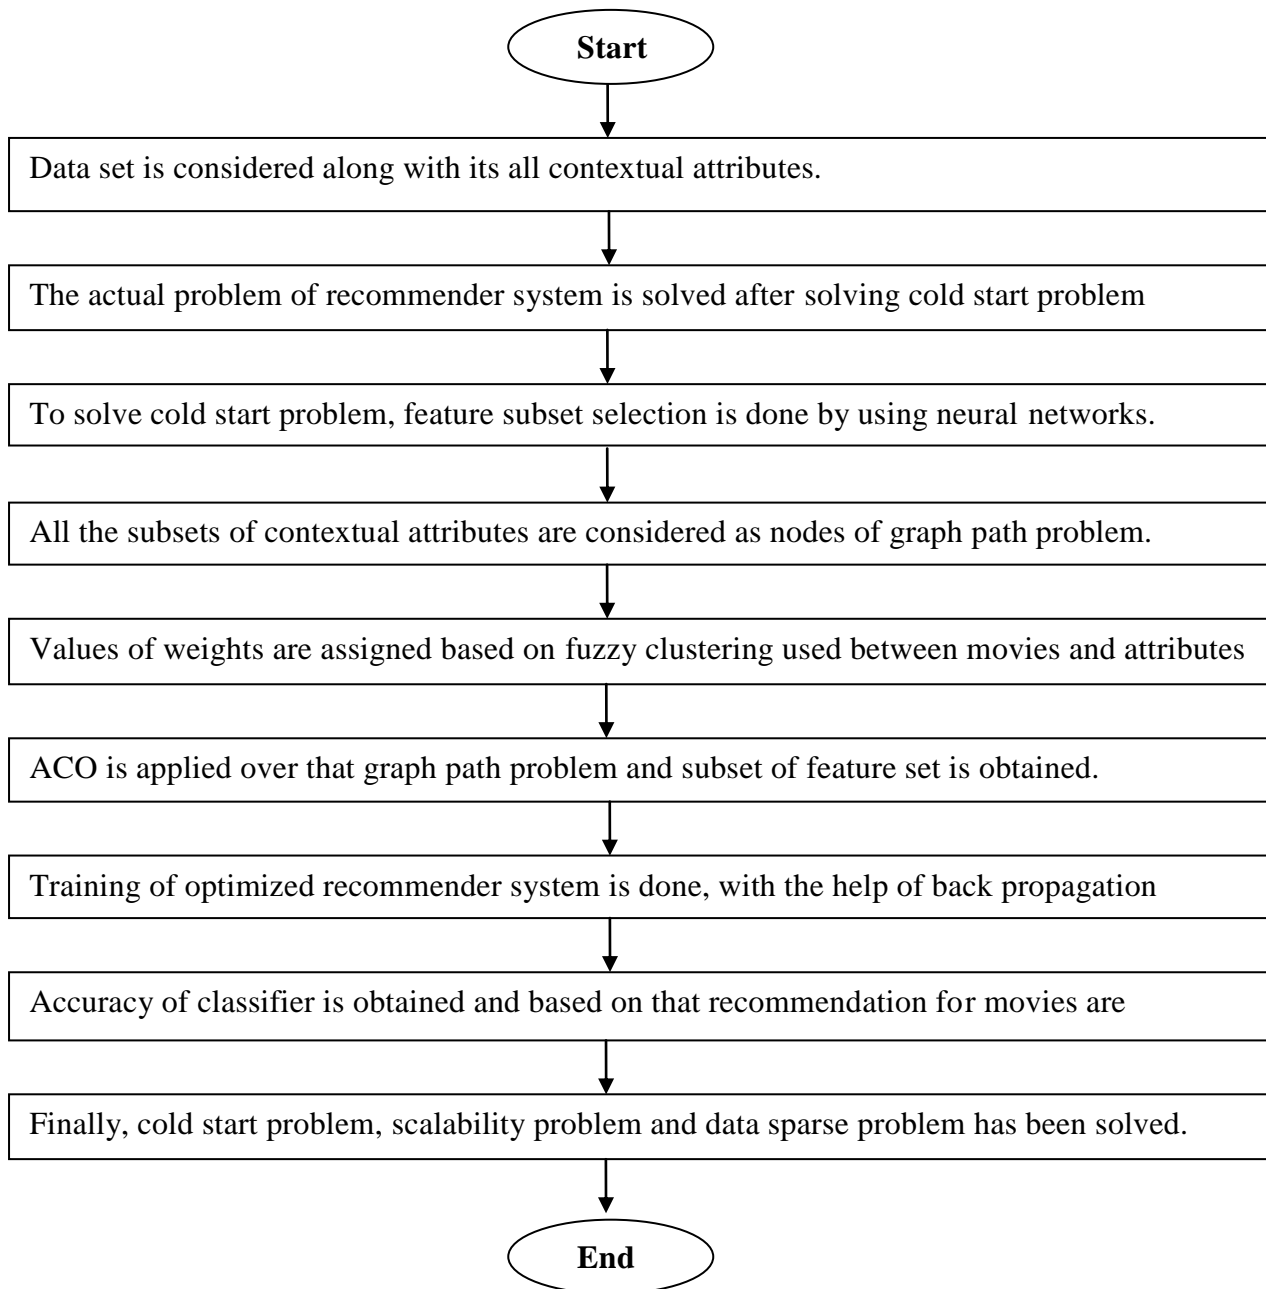 Start
Data set is considered along with its all contextual attributes.
The actual problem of recommender system is solved after solving cold start problem
To solve cold start problem, feature subset selection is done by using neural networks.
All the subsets of contextual attributes are considered as nodes of graph path problem.
Values of weights are assigned based on fuzzy clustering used between movies and attributes
ACO is applied over that graph path problem and subset of feature set is obtained.
Training of optimized recommender system is done, with the help of back propagation
Accuracy of classifier is obtained and based on that recommendation for movies are
Finally, cold start problem, scalability problem and data sparse problem has been solved.
End